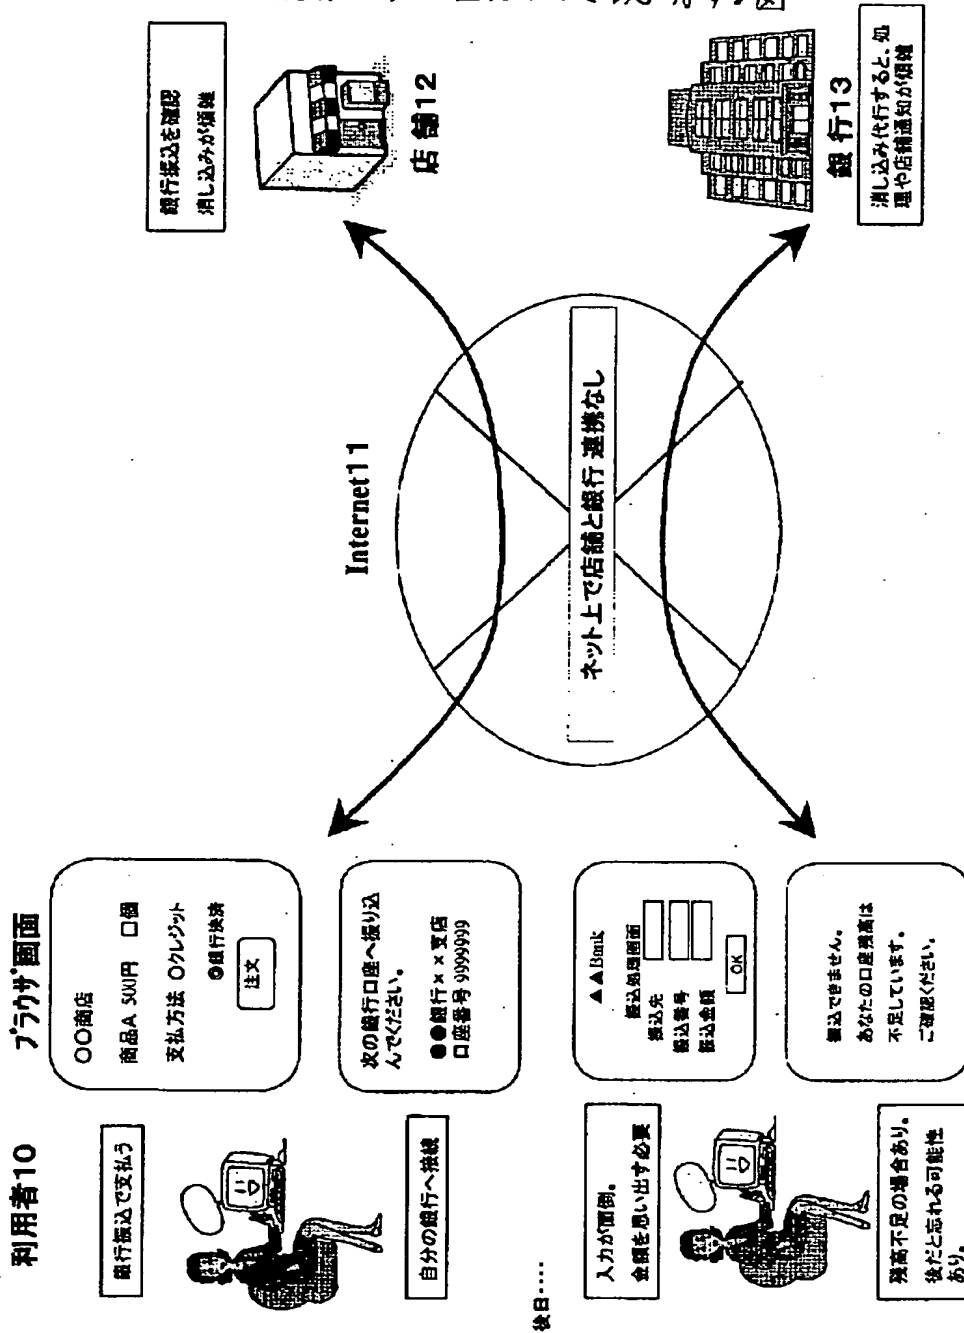 利用者10
ブラウザ画面
銀行振込で支払う
自分の銀行へ接続
後日‥‥
入力が面倒。
金額を思い出す必要
残高不足の場合あり。
後だと忘れる可能性
あり。
〇〇商店
商品A 500円 口個
支払方法 〇クレジット
◎銀行決済
注文
次の銀行口座へ振り込
んでください。
●●銀行××支店
口座番号 9999999
▲▲Bank
振込処理画面
振込先
振込番号
振込金額
OK
振込できません。
あなたの口座残高は
不足しています。
ご確認ください。
Internet11
ネット上で店舗と銀行 連携なし
銀行振込を確認
消し込みが煩雑
店舗12
銀行13
消し込み代行すると、処
理や店舗通知が煩雑